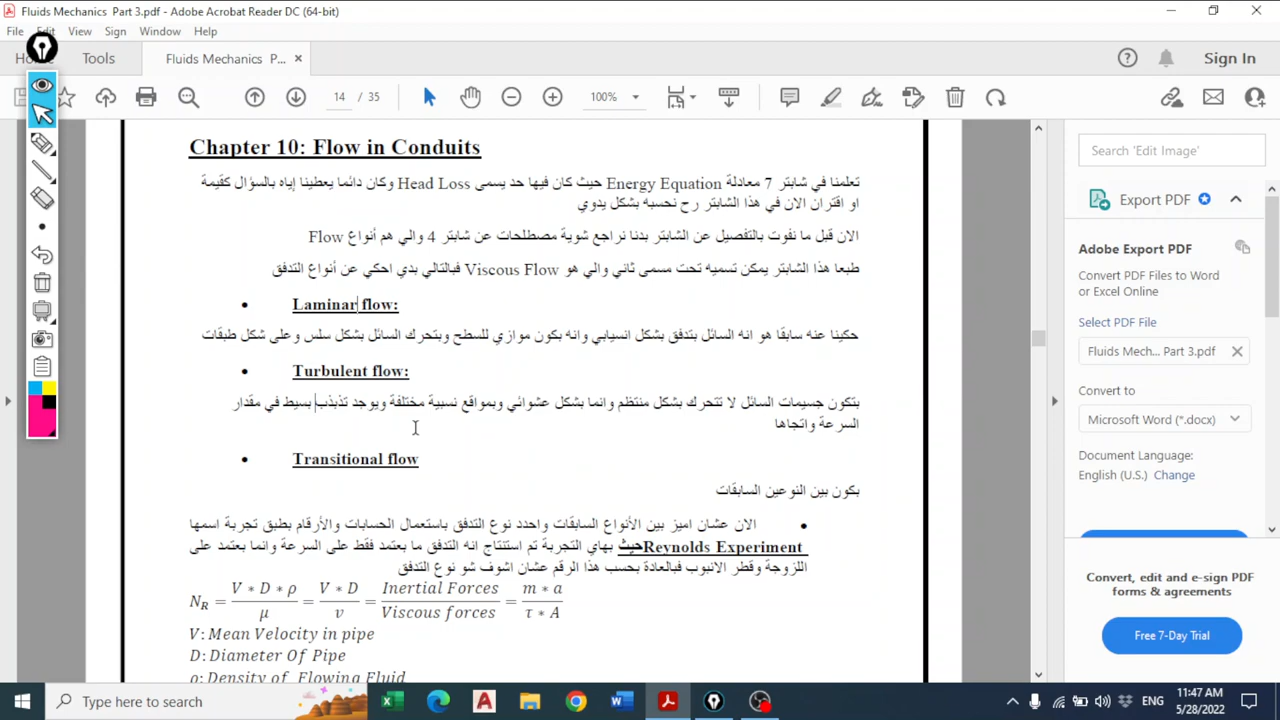 Fluids Mechanics Part 3.pdf - Adobe Acrobat Reader DC (64-bit)
File Edit View Sign Window Help
Tools
Fluids Mechanics P...
Sign In
14 / 35
100%
Chapter 10: Flow in Conduits
تعلمنا في شابتر 7 معادلة Energy Equation حيث كان فيها حد يسمى Head Loss وكان دائما يعطينا إياه بالسؤال كقيمة
او اقتران الان في هذا الشابتر رح نحسبه بشكل يدوي
الان قبل ما نفوت بالتفصيل عن الشابتر بدنا نراجع شوية مصطلحات عن شابتر 4 والي هم أنواع Flow
طبعا هذا الشابتر يمكن تسميه تحت مسمى ثاني والي هو Viscous Flow فبالتالي بدي احكي عن أنواع التدفق
• Laminar flow:
حكينا عنه سابقا هو انه السائل بتدفق بشكل انسيابي وانه بكون موازي للسطح وبتحرك السائل بشكل سلس وعلى شكل طبقات
• Turbulent flow:
بتكون جسيمات السائل لا تتحرك بشكل منتظم وانما بشكل عشوائي وبمواقع نسبية مختلفة ويوجد تذبذب بسيط في مقدار
السرعة واتجاها
• Transitional flow
بكون بين النوعين السابقات
• الان عشان اميز بين الأنواع السابقات واحدد نوع التدفق باستعمال الحسابات والأرقام بطبق تجربة اسمها
Reynolds Experiment حيث بهاي التجربة تم استنتاج انه التدفق ما يعتمد فقط على السرعة وانما بعتمد على
اللزوجة وقطر الانبوب فبالعادة بحسب هذا الرقم عشان اشوف شو نوع التدفق
N_R = V * D * ρ / μ = V * D / ν = Inertial Forces / Viscous forces = m * a / τ * A
V: Mean Velocity in pipe
D: Diameter Of Pipe
ρ: Density of Flowing Fluid
Search 'Edit Image'
Export PDF
Adobe Export PDF
Convert PDF Files to Word
or Excel Online
Select PDF File
Fluids Mech... Part 3.pdf
Convert to
Microsoft Word (*.docx)
Document Language:
English (U.S.) Change
Convert, edit and e-sign PDF
forms & agreements
Free 7-Day Trial
Type here to search
ENG
11:47 AM
5/28/2022